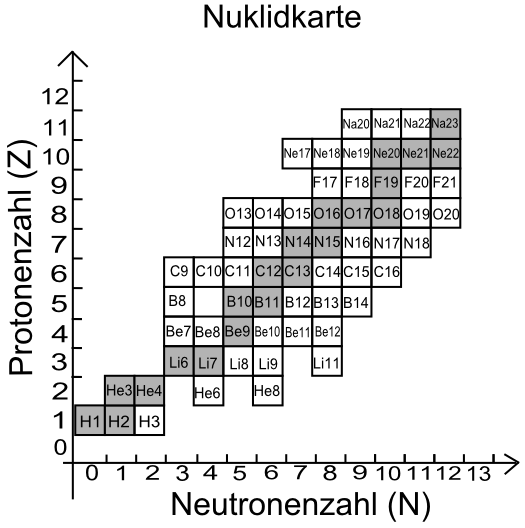 Nuklidkarte
Protonenzahl (Z)
12
11 Na20 Na21 Na22 Na23
10 Ne17 Ne18 Ne19 Ne20 Ne21 Ne22
9 F17 F18 F19 F20 F21
8 O13 O14 O15 O16 O17 O18 O19 O20
7 N12 N13 N14 N15 N16 N17 N18
6 C9 C10 C11 C12 C13 C14 C15 C16
5 B8 B10 B11 B12 B13 B14
4 Be7 Be8 Be9 Be10 Be11 Be12
3 Li6 Li7 Li8 Li9 Li11
2 He3 He4 He6 He8
1 H1 H2 H3
0
0 1 2 3 4 5 6 7 8 9 10 11 12 13
Neutronenzahl (N)